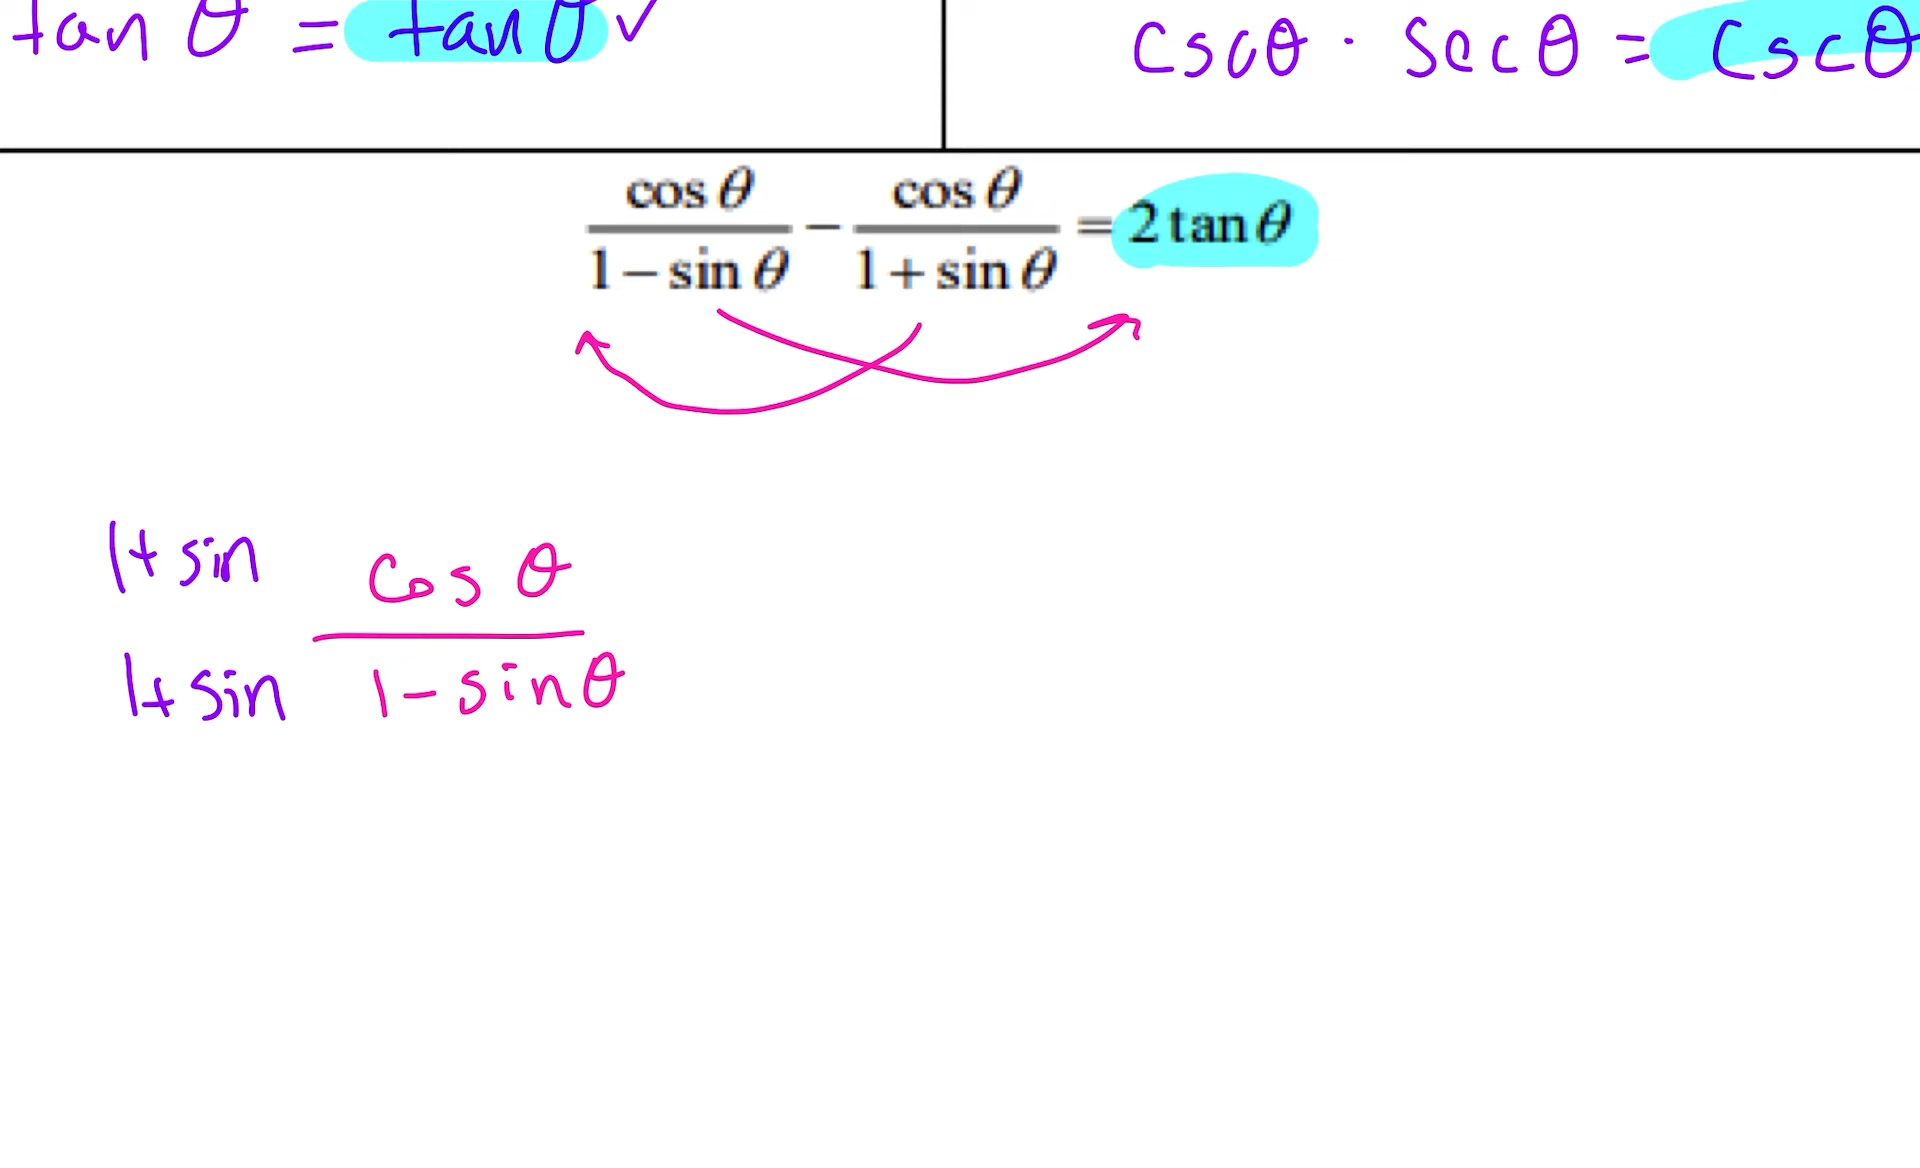 tan θ = tan θ ✓
cscθ · secθ = cscθ
cos θ / (1 − sin θ) − cos θ / (1 + sin θ) = 2 tan θ
1+ sin cos θ
1+ sin 1 − sin θ